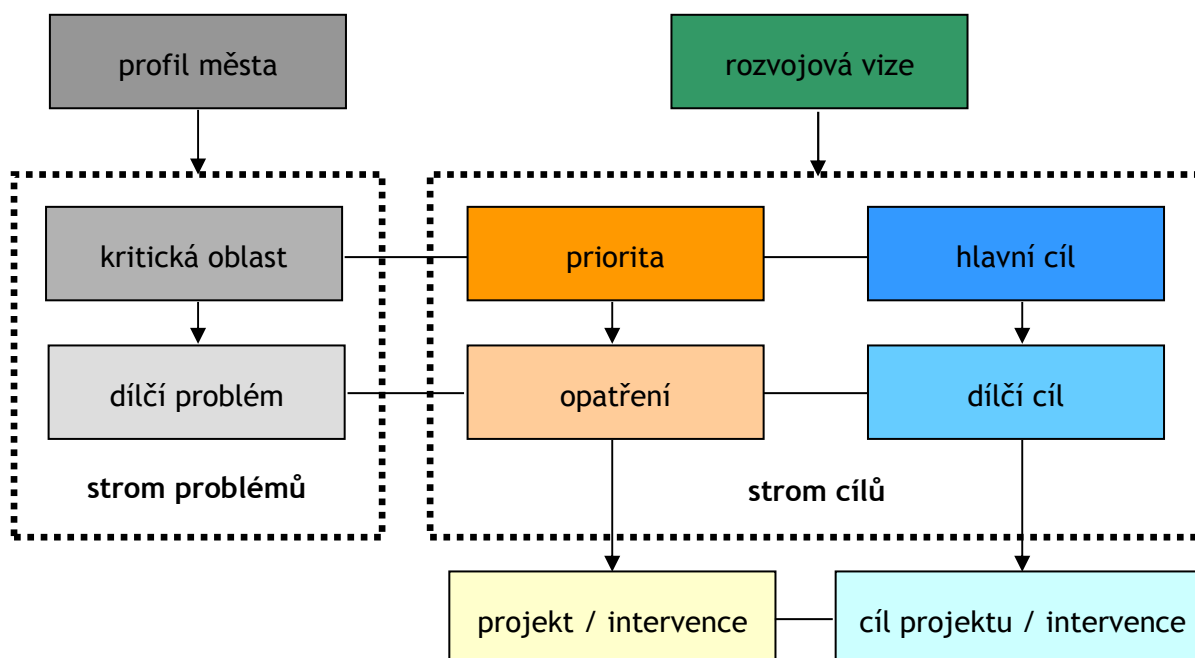 profil města
rozvojová vize
kritická oblast
priorita
hlavní cíl
dílčí problém
opatření
dílčí cíl
strom problémů
strom cílů
projekt / intervence
cíl projektu / intervence